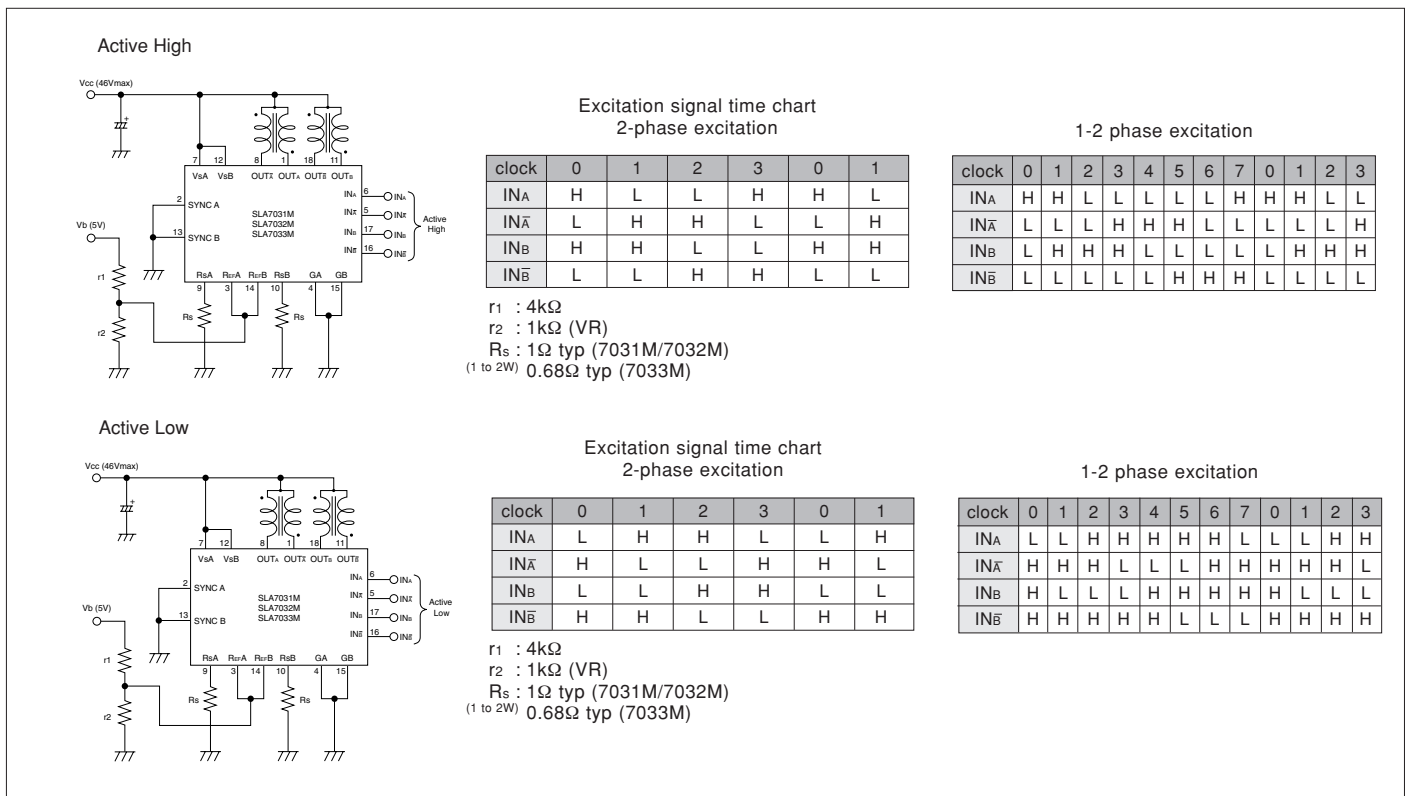 Active High
Vcc (46Vmax)
+
7 12 8 1 18 11
VSA VSB OUTA̅ OUTA OUTB̅ OUTB
2 SYNC A
13 SYNC B
SLA7031M
SLA7032M
SLA7033M
INA 6 INA
INA̅ 5 INA̅
INB 17 INB
INB̅ 16 INB̅
Active
High
Vb (5V)
r1
r2
RSA REFA REFB RSB GA GB
9 3 14 10 4 15
Rs Rs
Excitation signal time chart
2-phase excitation
clock 0 1 2 3 0 1
INA H L L H H L
INA̅ L H H L L H
INB H H L L H H
INB̅ L L H H L L
r1 : 4kΩ
r2 : 1kΩ (VR)
Rs : 1Ω typ (7031M/7032M)
(1 to 2W) 0.68Ω typ (7033M)
1-2 phase excitation
clock 0 1 2 3 4 5 6 7 0 1 2 3
INA H H L L L L L H H H L L
INA̅ L L L H H H L L L L L H
INB L H H H L L L L L H H H
INB̅ L L L L L H H H L L L L
Active Low
Vcc (46Vmax)
+
7 12 8 1 18 11
VSA VSB OUTA OUTA̅ OUTB OUTB̅
2 SYNC A
13 SYNC B
SLA7031M
SLA7032M
SLA7033M
INA 6 INA
INA̅ 5 INA̅
INB 17 INB
INB̅ 16 INB̅
Active
Low
Vb (5V)
r1
r2
RSA REFA REFB RSB GA GB
9 3 14 10 4 15
Rs Rs
Excitation signal time chart
2-phase excitation
clock 0 1 2 3 0 1
INA L H H L L H
INA̅ H L L H H L
INB L L H H L L
INB̅ H H L L H H
r1 : 4kΩ
r2 : 1kΩ (VR)
Rs : 1Ω typ (7031M/7032M)
(1 to 2W) 0.68Ω typ (7033M)
1-2 phase excitation
clock 0 1 2 3 4 5 6 7 0 1 2 3
INA L L H H H H H L L L H H
INA̅ H H H L L L H H H H H L
INB H L L L H H H H H L L L
INB̅ H H H H H L L L H H H H